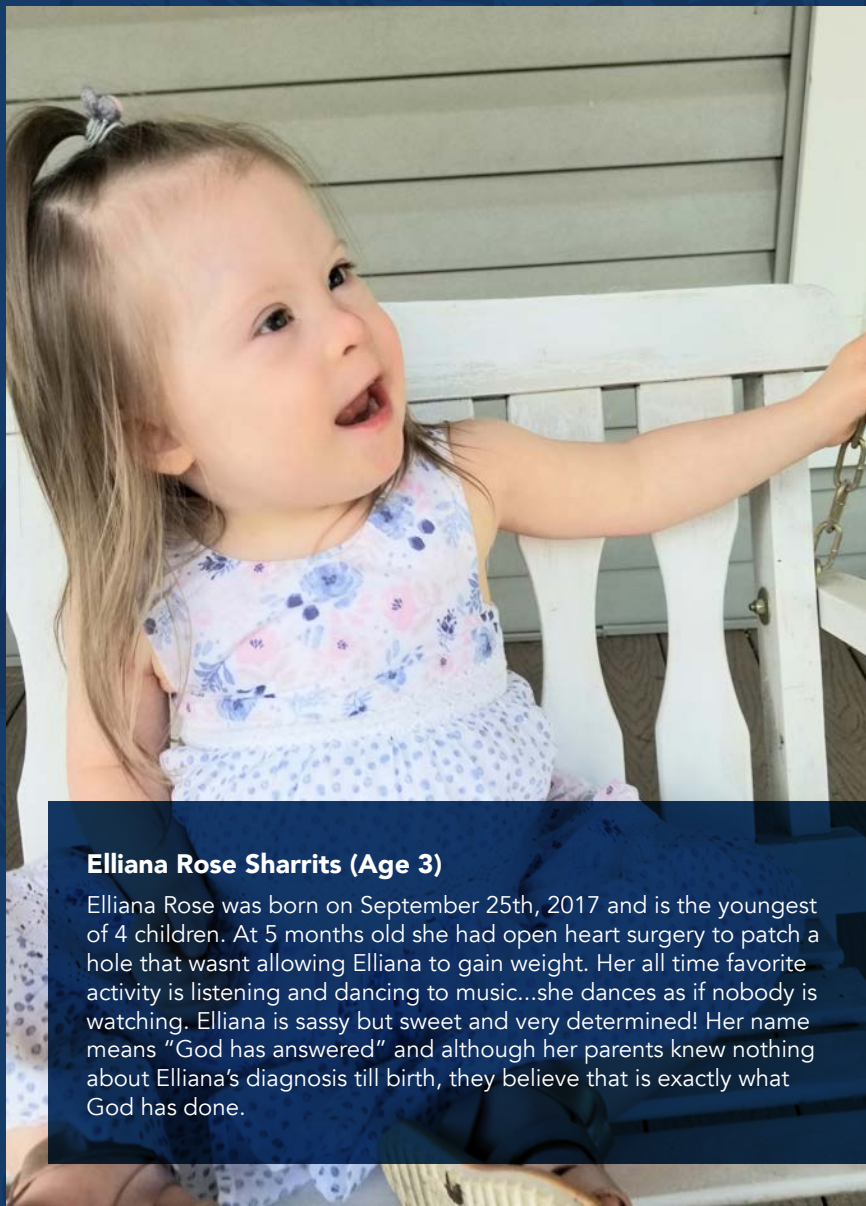 Elliana Rose Sharrits (Age 3)
Elliana Rose was born on September 25th, 2017 and is the youngest
of 4 children. At 5 months old she had open heart surgery to patch a
hole that wasnt allowing Elliana to gain weight. Her all time favorite
activity is listening and dancing to music...she dances as if nobody is
watching. Elliana is sassy but sweet and very determined! Her name
means “God has answered” and although her parents knew nothing
about Elliana’s diagnosis till birth, they believe that is exactly what
God has done.